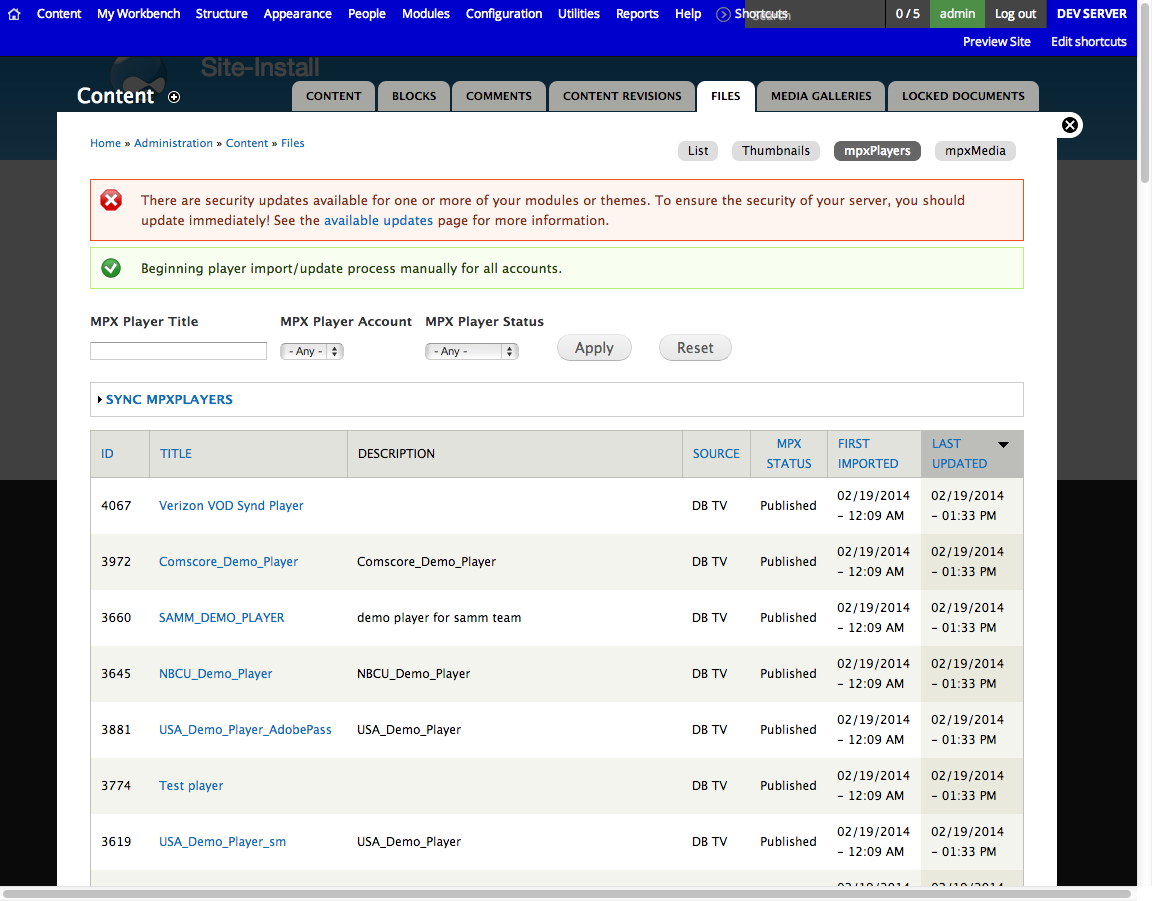 Content My Workbench Structure Appearance People Modules Configuration Utilities Reports Help Shortcuts Search 0 / 5 admin Log out DEV SERVER
Preview Site Edit shortcuts
Site-Install
Content CONTENT BLOCKS COMMENTS CONTENT REVISIONS FILES MEDIA GALLERIES LOCKED DOCUMENTS
Home » Administration » Content » Files
List Thumbnails mpxPlayers mpxMedia
There are security updates available for one or more of your modules or themes. To ensure the security of your server, you should
update immediately! See the available updates page for more information.
Beginning player import/update process manually for all accounts.
MPX Player Title MPX Player Account MPX Player Status
- Any - - Any - Apply Reset
SYNC MPXPLAYERS
ID TITLE DESCRIPTION SOURCE MPX STATUS FIRST IMPORTED LAST UPDATED
4067 Verizon VOD Synd Player DB TV Published 02/19/2014 - 12:09 AM 02/19/2014 - 01:33 PM
3972 Comscore_Demo_Player Comscore_Demo_Player DB TV Published 02/19/2014 - 12:09 AM 02/19/2014 - 01:33 PM
3660 SAMM_DEMO_PLAYER demo player for samm team DB TV Published 02/19/2014 - 12:09 AM 02/19/2014 - 01:33 PM
3645 NBCU_Demo_Player NBCU_Demo_Player DB TV Published 02/19/2014 - 12:09 AM 02/19/2014 - 01:33 PM
3881 USA_Demo_Player_AdobePass USA_Demo_Player DB TV Published 02/19/2014 - 12:09 AM 02/19/2014 - 01:33 PM
3774 Test player DB TV Published 02/19/2014 - 12:09 AM 02/19/2014 - 01:33 PM
3619 USA_Demo_Player_sm USA_Demo_Player DB TV Published 02/19/2014 - 12:09 AM 02/19/2014 - 01:33 PM